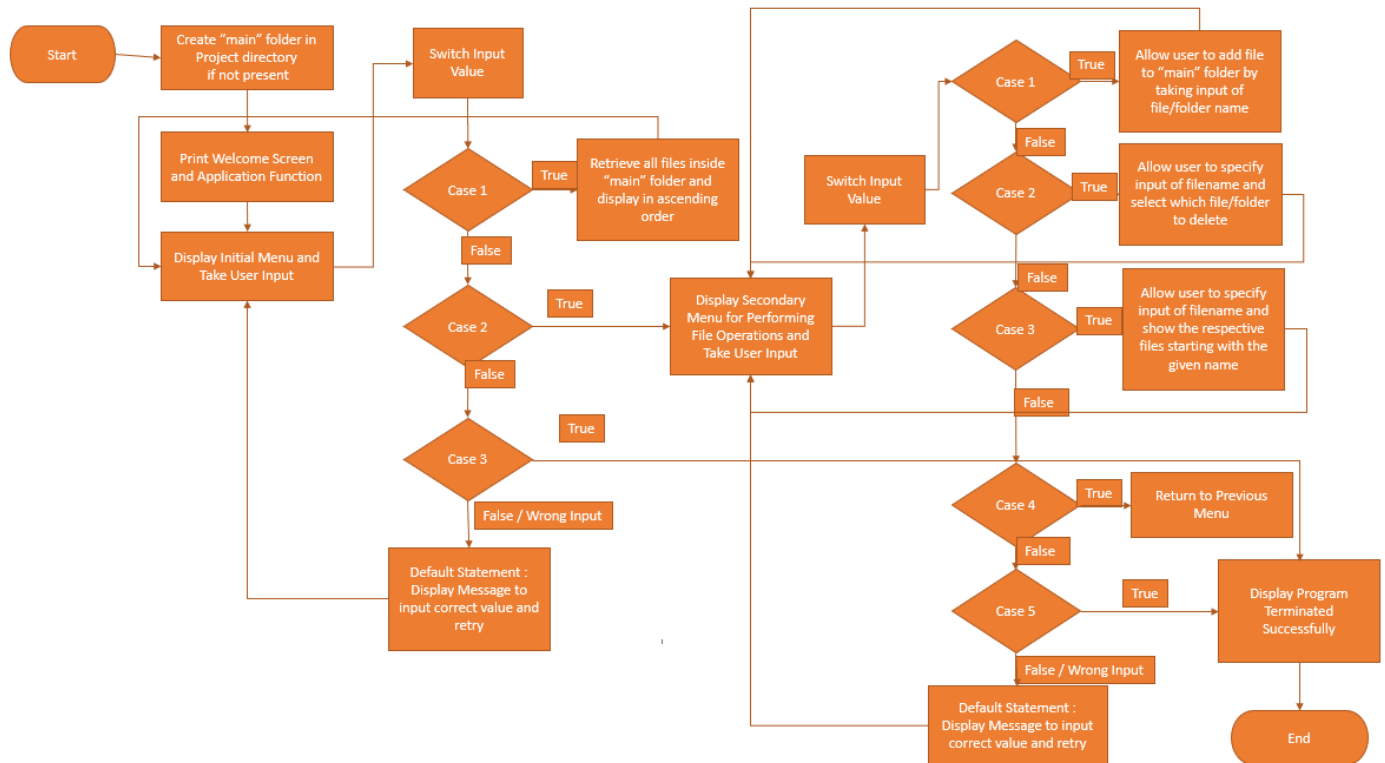 Start
Create “main” folder in
Project directory
if not present
Print Welcome Screen
and Application Function
Display Initial Menu and
Take User Input
Switch Input
Value
Case 1
True
Retrieve all files inside
“main” folder and
display in ascending
order
False
Case 2
True
False
Case 3
True
False / Wrong Input
Default Statement :
Display Message to
input correct value and
retry
Display Secondary
Menu for Performing
File Operations and
Take User Input
Switch Input
Value
Case 1
True
Allow user to add file
to “main” folder by
taking input of
file/folder name
False
Case 2
True
Allow user to specify
input of filename and
select which file/folder
to delete
False
Case 3
True
Allow user to specify
input of filename and
show the respective
files starting with the
given name
False
Case 4
True
Return to Previous
Menu
False
Case 5
True
Display Program
Terminated
Successfully
False / Wrong Input
Default Statement :
Display Message to input
correct value and retry
End